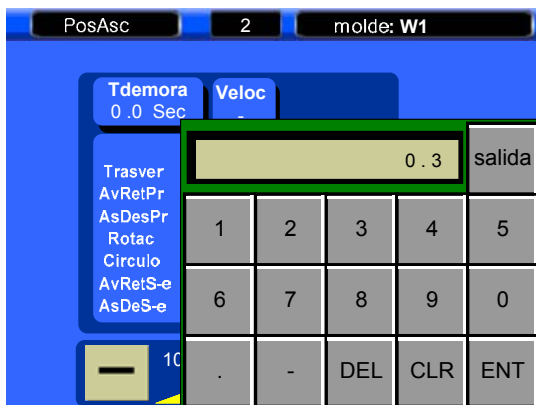 PosAsc 2 molde: W1
Tdemora Veloc
0 .0 Sec -
0 . 3 salida
Trasver
AvRetPr
AsDesPr
Rotac
Circulo
AvRetS-e
AsDeS-e
1 2 3 4 5
6 7 8 9 0
. - DEL CLR ENT
10